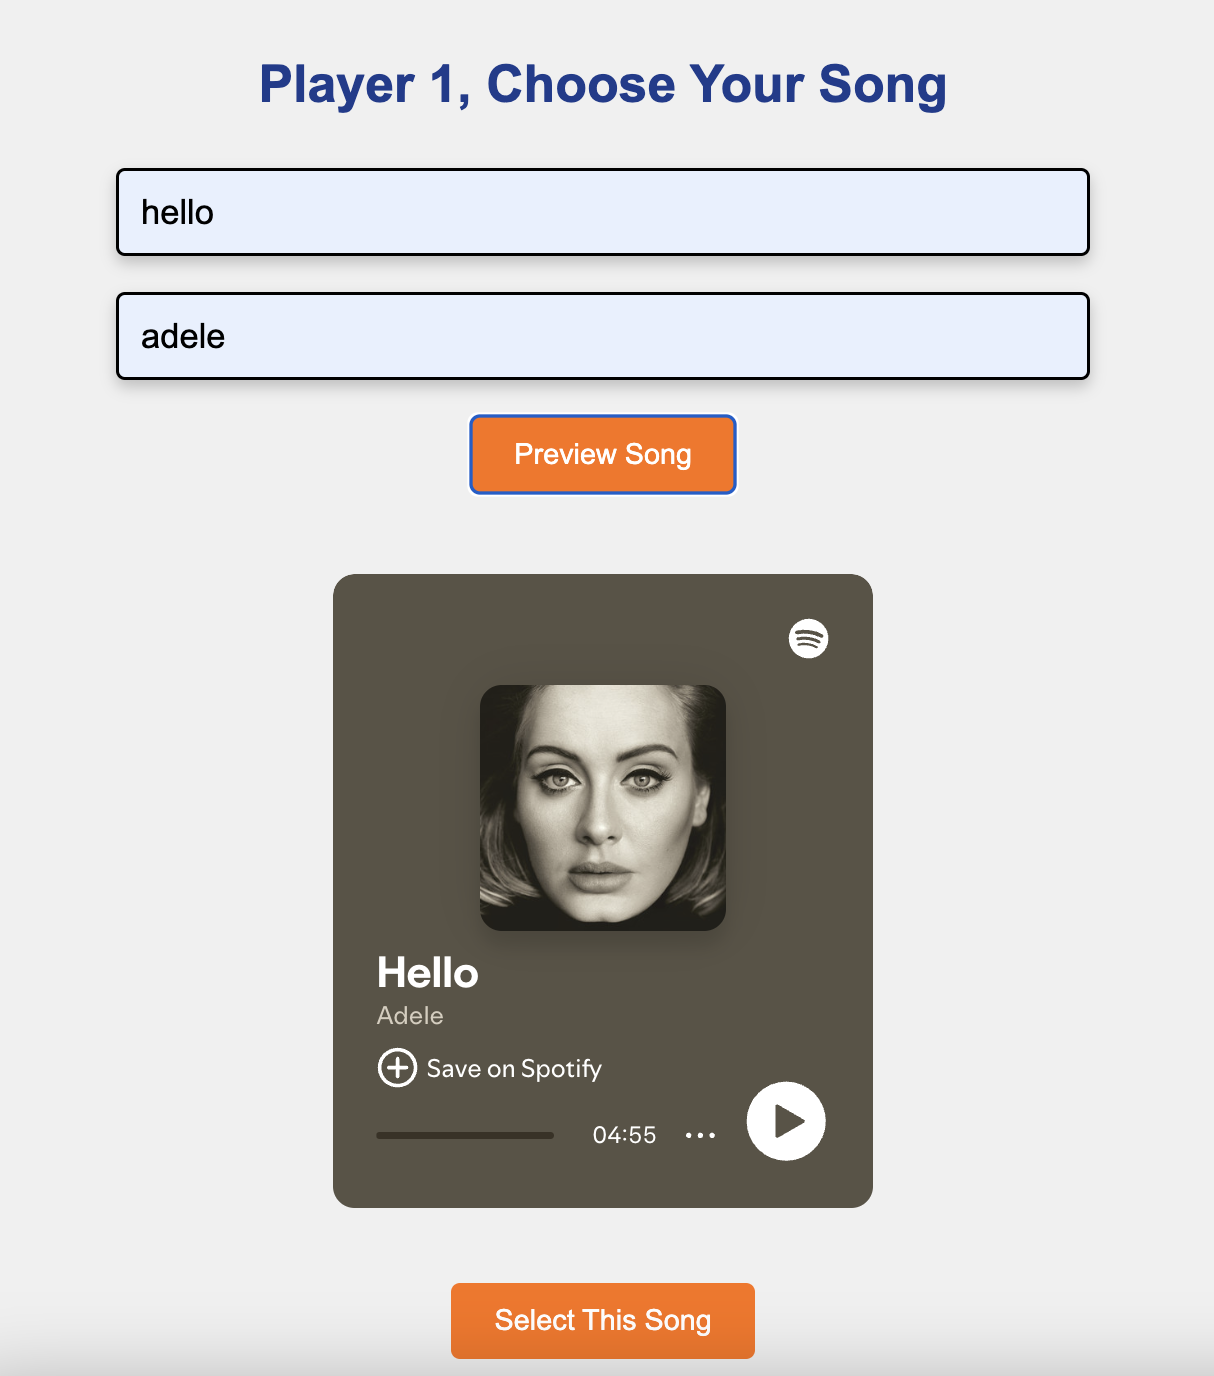 Player 1, Choose Your Song
hello
adele
Preview Song
Hello
Adele
Save on Spotify
04:55
Select This Song